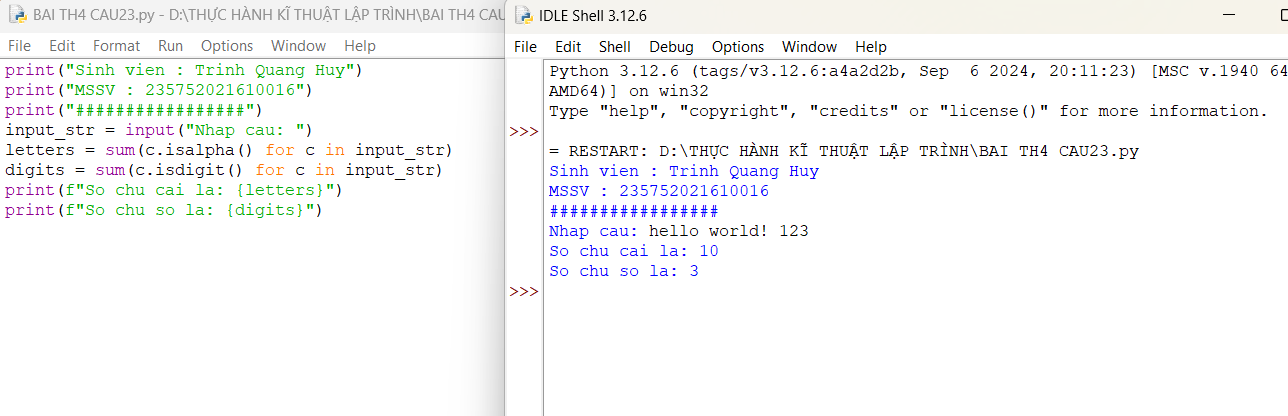 BAI TH4 CAU23.py - D:\THỰC HÀNH KĨ THUẬT LẬP TRÌNH\BAI TH4 CAU
File Edit Format Run Options Window Help
print("Sinh vien : Trinh Quang Huy")
print("MSSV : 235752021610016")
print("#################")
input_str = input("Nhap cau: ")
letters = sum(c.isalpha() for c in input_str)
digits = sum(c.isdigit() for c in input_str)
print(f"So chu cai la: {letters}")
print(f"So chu so la: {digits}")
IDLE Shell 3.12.6
File Edit Shell Debug Options Window Help
Python 3.12.6 (tags/v3.12.6:a4a2d2b, Sep  6 2024, 20:11:23) [MSC v.1940 64
AMD64)] on win32
Type "help", "copyright", "credits" or "license()" for more information.
>>>
= RESTART: D:\THỰC HÀNH KĨ THUẬT LẬP TRÌNH\BAI TH4 CAU23.py
Sinh vien : Trinh Quang Huy
MSSV : 235752021610016
#################
Nhap cau: hello world! 123
So chu cai la: 10
So chu so la: 3
>>>